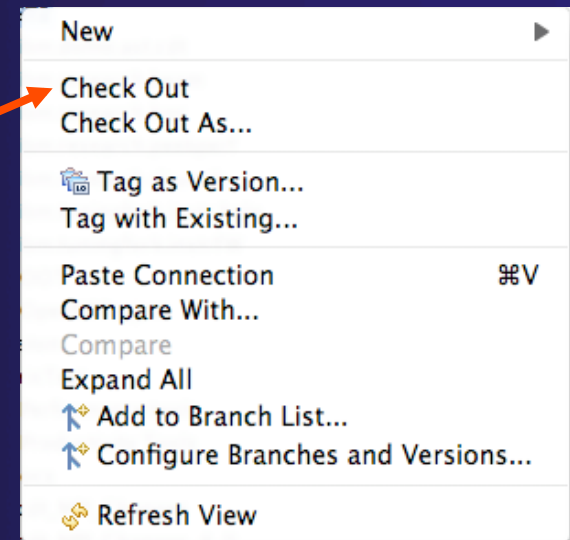 New
Check Out
Check Out As...
Tag as Version...
Tag with Existing...
Paste Connection ⌘V
Compare With...
Compare
Expand All
Add to Branch List...
Configure Branches and Versions...
Refresh View